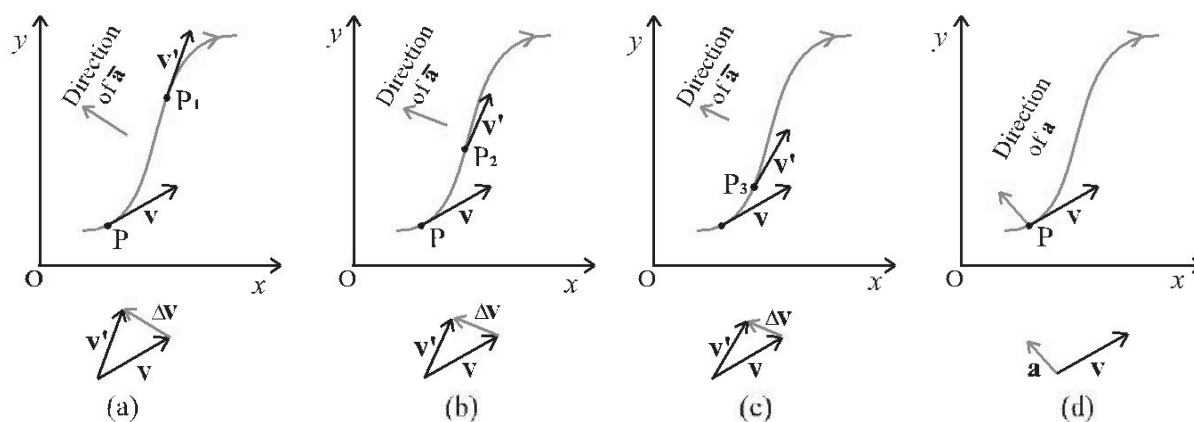 y
Direction
of a̅
v'
P₁
v
P
O
x
v'
Δv
v
(a)
y
Direction
of a̅
v'
P₂
v
P
O
x
v'
Δv
v
(b)
y
Direction
of a̅
v'
P₃
v
O
x
v'
Δv
v
(c)
y
Direction
of a
v
P
O
x
a
v
(d)